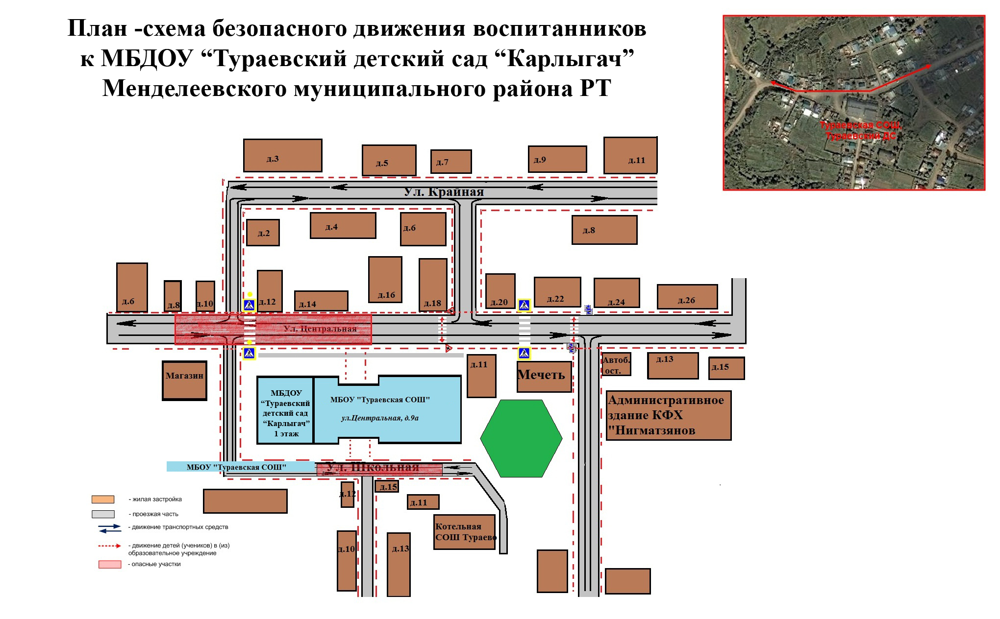 План -схема безопасного движения воспитанников
к МБДОУ “Тураевский детский сад “Карлыгач”
Менделеевского муниципального района РТ
Тураевская СОШ,
Тураевский ДС
д.3
д.5
д.7
д.9
д.11
Ул. Крайная
д.2
д.4
д.6
д.8
д.6
д.8
д.10
д.12
д.14
д.16
д.18
д.20
д.22
д.24
д.26
Ул. Центральная
Магазин
д.11
Мечеть
Автоб.
ост.
д.13
д.15
МБДОУ
“Тураевский
детский сад
“Карлыгач”
1 этаж
МБОУ "Тураевская СОШ"
ул.Центральная, д.9а
Административное
здание КФХ
"Нигматзянов
МБОУ "Тураевская СОШ"
Ул. Школьная
д.12
д.15
д.11
Котельная
СОШ Тураево
д.10
д.13
- жилая застройка
- проезжая часть
- движение транспортных средств
- движение детей (учеников) в (из)
образовательное учреждение
- опасные участки